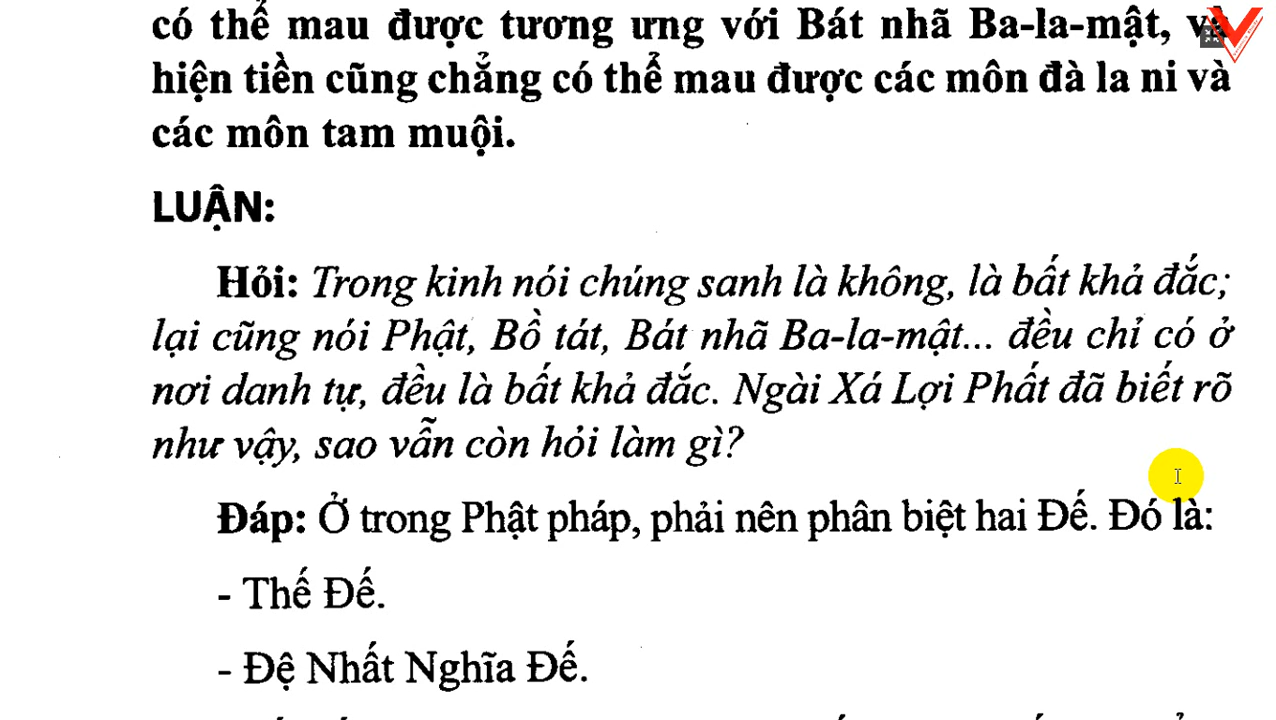 có thể mau được tương ưng với Bát nhã Ba-la-mật, và
hiện tiền cũng chẳng có thể mau được các môn đà la ni và
các môn tam muội.
LUẬN:
Hỏi: Trong kinh nói chúng sanh là không, là bất khả đắc;
lại cũng nói Phật, Bồ tát, Bát nhã Ba-la-mật... đều chỉ có ở
nơi danh tự, đều là bất khả đắc. Ngài Xá Lợi Phất đã biết rõ
như vậy, sao vẫn còn hỏi làm gì?
Đáp: Ở trong Phật pháp, phải nên phân biệt hai Đế. Đó là:
- Thế Đế.
- Đệ Nhất Nghĩa Đế.